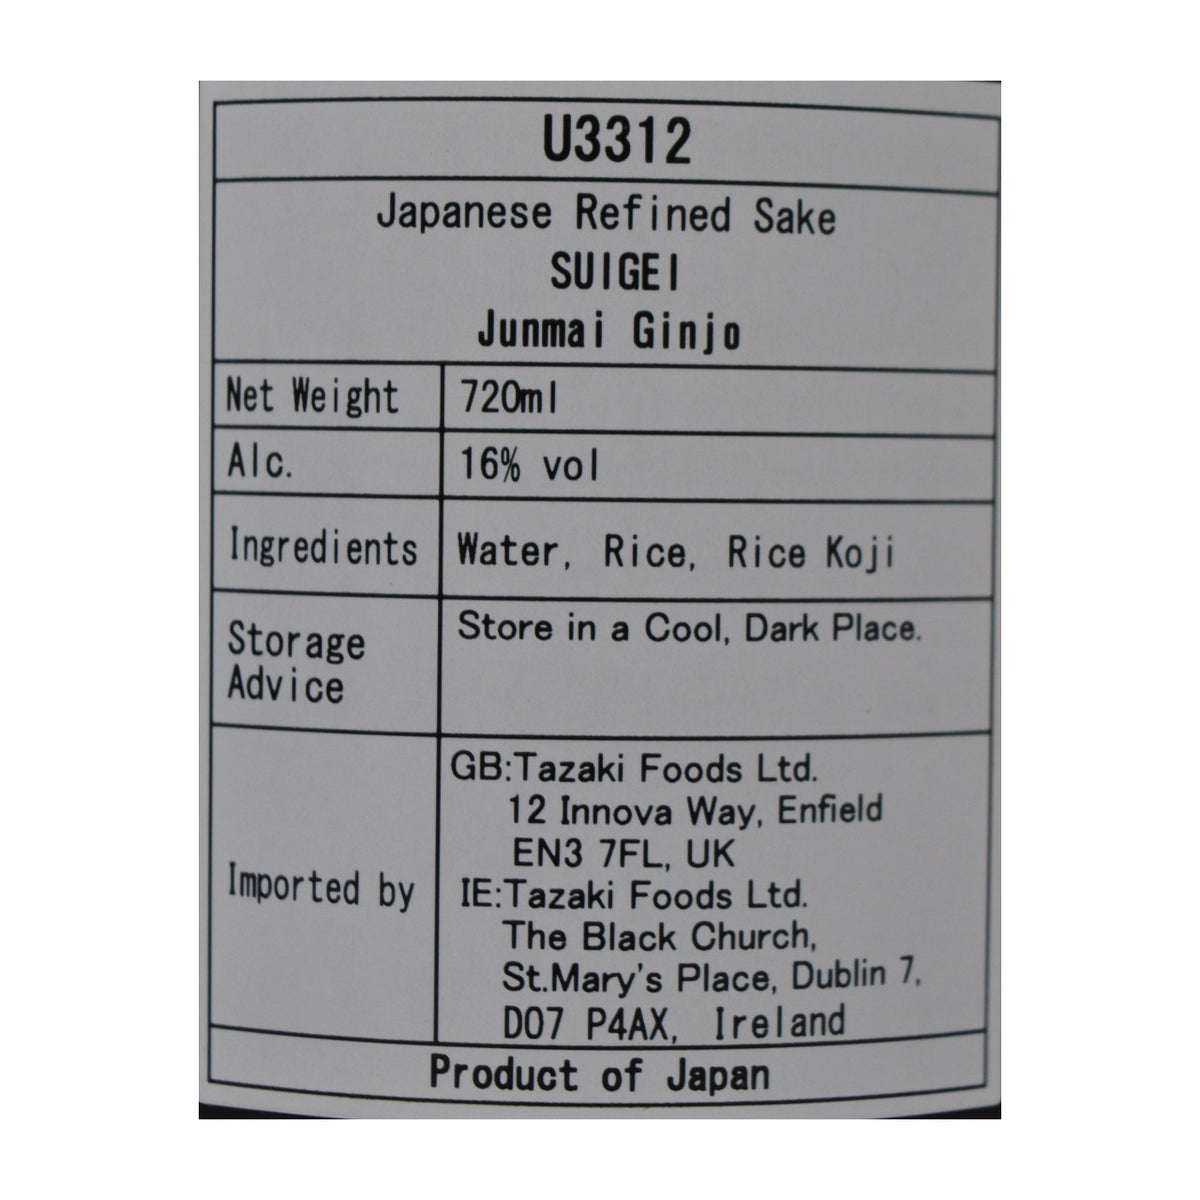 U3312
Japanese Refined Sake
SUIGEI
Junmai Ginjo
Net Weight 720ml
Alc. 16% vol
Ingredients Water, Rice, Rice Koji
Storage Advice Store in a Cool, Dark Place.
Imported by GB:Tazaki Foods Ltd.
12 Innova Way, Enfield
EN3 7FL, UK
IE:Tazaki Foods Ltd.
The Black Church,
St.Mary's Place, Dublin 7,
D07 P4AX, Ireland
Product of Japan